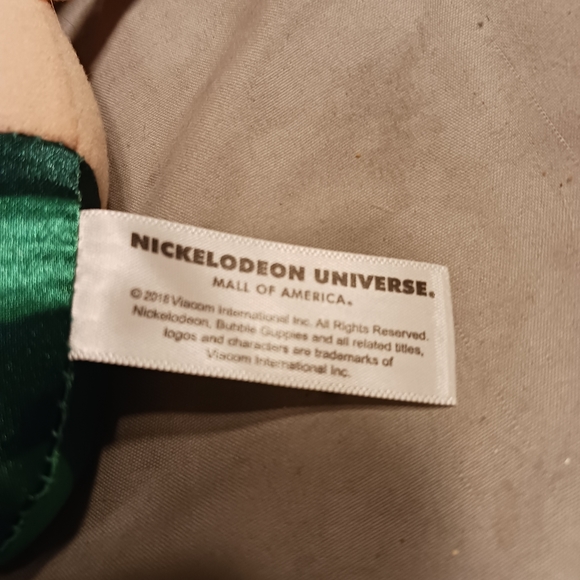 NICKELODEON UNIVERSE®
MALL OF AMERICA®
© 2018 Viacom International Inc. All Rights Reserved.
Nickelodeon, Bubble Guppies and all related titles,
logos and characters are trademarks of
Viacom International Inc.